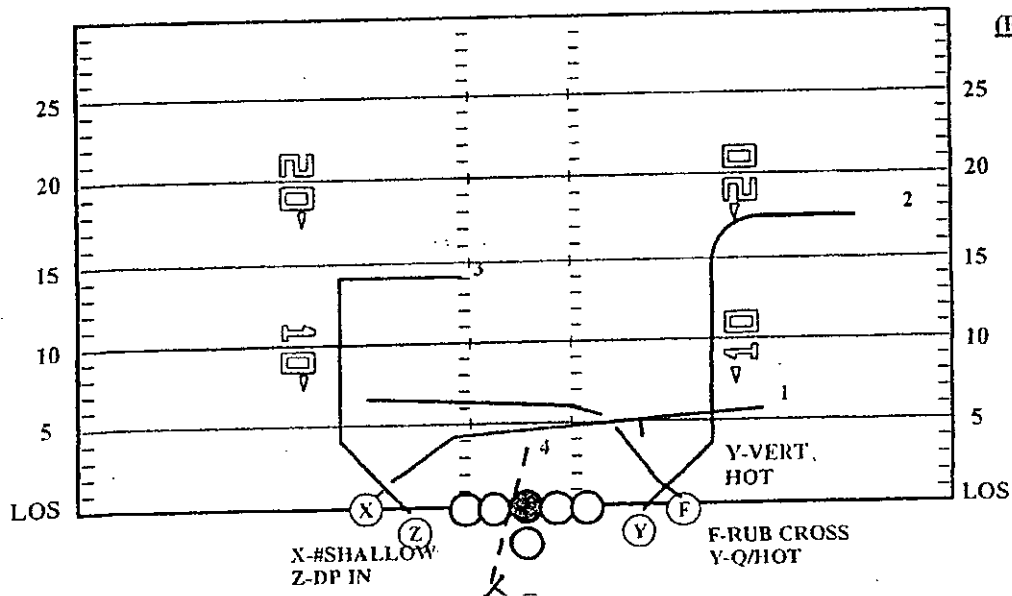 (I
25
25
20
20
20
20
2
15
15
3
10
10
10
10
1
5
5
4
Y-VERT,
HOT
LOS
X
Z
Y
F
LOS
X-#SHALLOW
Z-DP IN
F-RUB CROSS
Y-Q/HOT